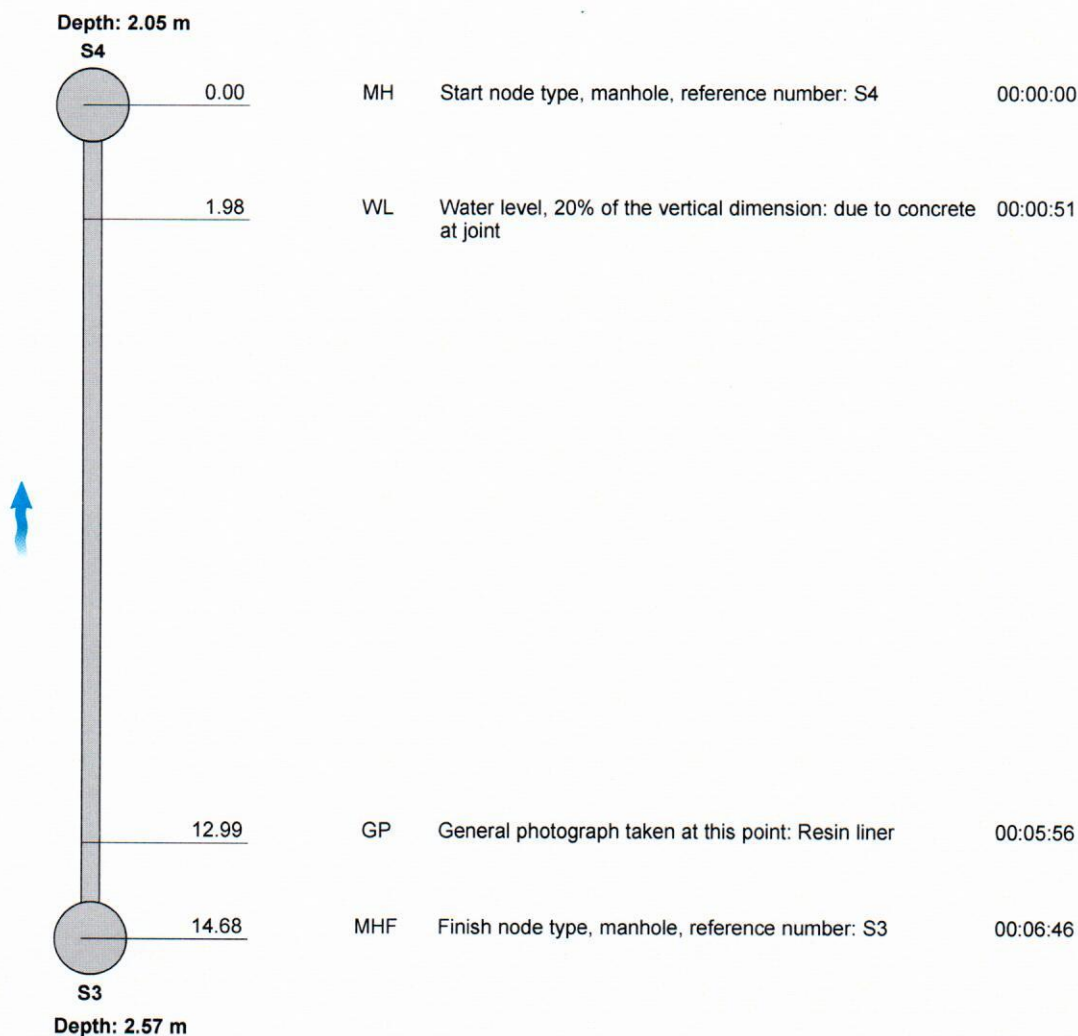 Depth: 2.05 m
S4
0.00 MH Start node type, manhole, reference number: S4 00:00:00
1.98 WL Water level, 20% of the vertical dimension: due to concrete 00:00:51
at joint
12.99 GP General photograph taken at this point: Resin liner 00:05:56
14.68 MHF Finish node type, manhole, reference number: S3 00:06:46
S3
Depth: 2.57 m